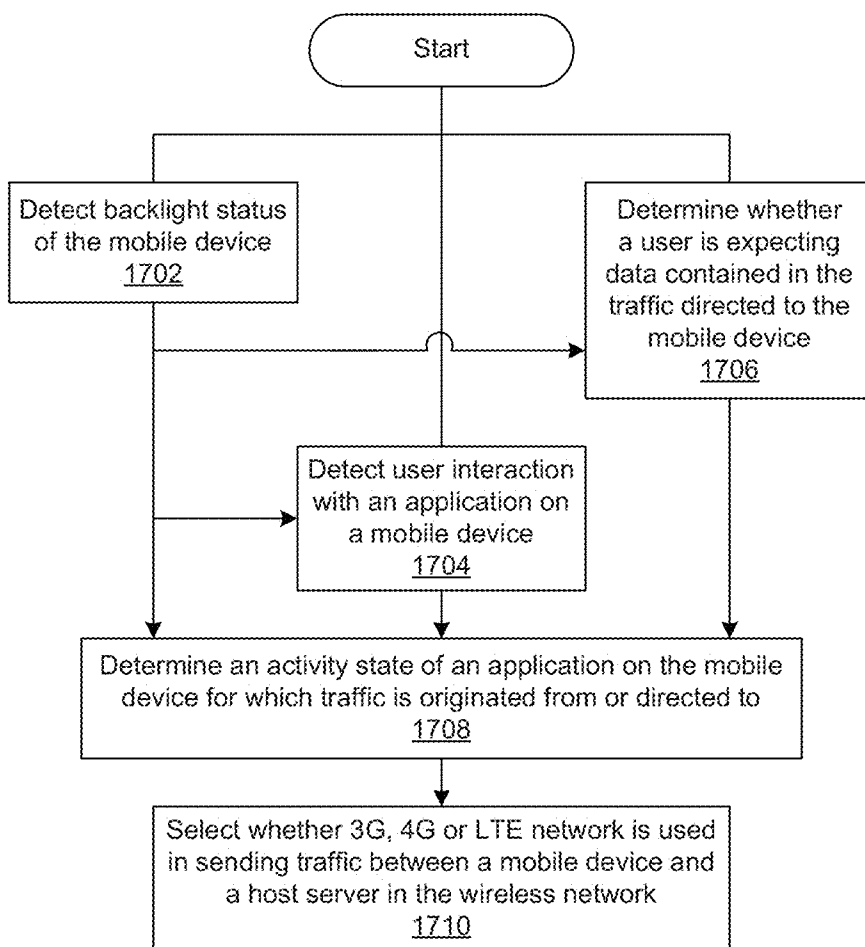 Start
Detect backlight status
of the mobile device
1702
Determine whether
a user is expecting
data contained in the
traffic directed to the
mobile device
1706
Detect user interaction
with an application on
a mobile device
1704
Determine an activity state of an application on the mobile
device for which traffic is originated from or directed to
1708
Select whether 3G, 4G or LTE network is used
in sending traffic between a mobile device and
a host server in the wireless network
1710